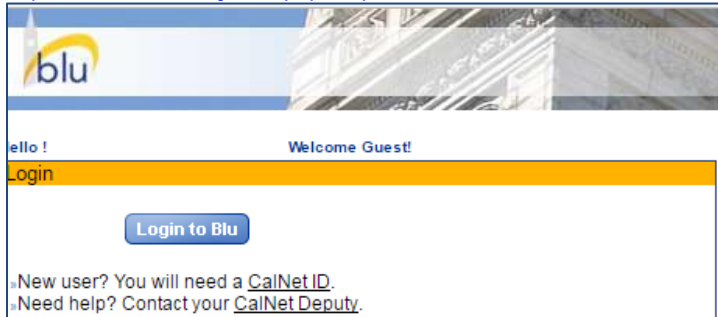 blu
ello !
Welcome Guest!
Login
Login to Blu
»New user? You will need a CalNet ID.
»Need help? Contact your CalNet Deputy.